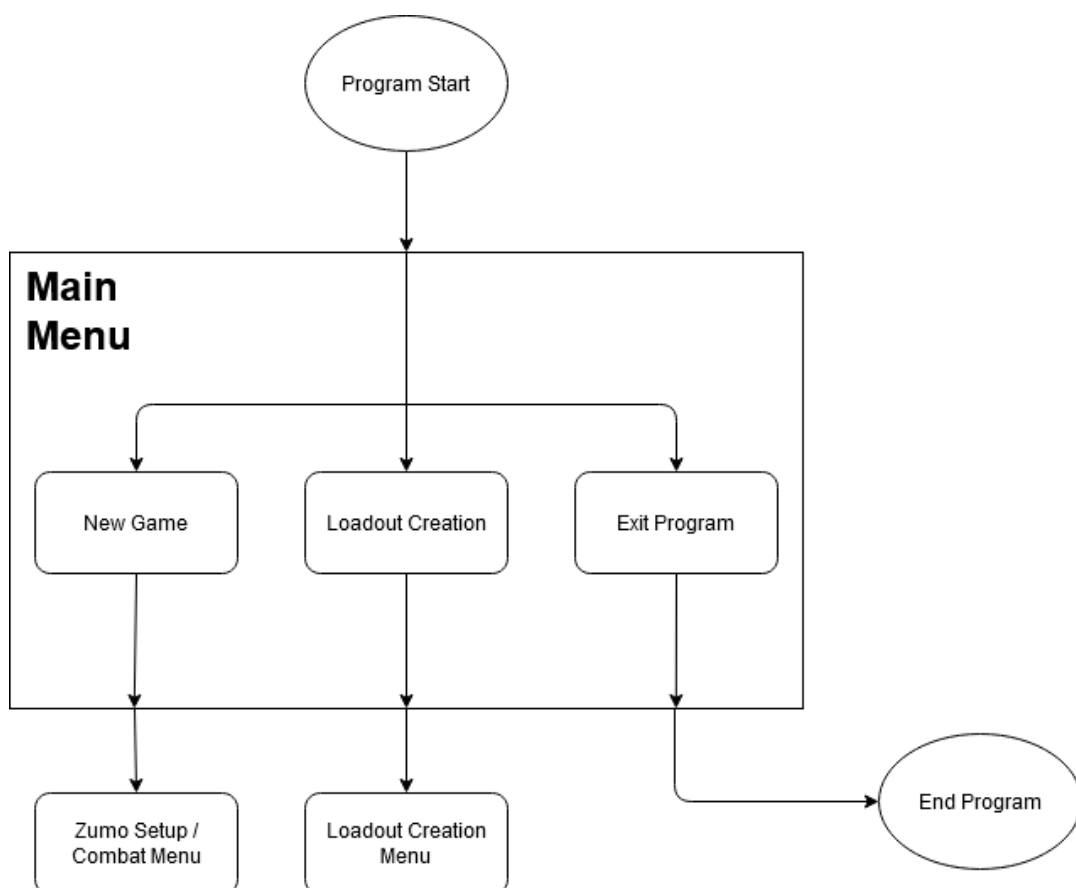 Program Start
Main
Menu
New Game
Loadout Creation
Exit Program
Zumo Setup /
Combat Menu
Loadout Creation
Menu
End Program